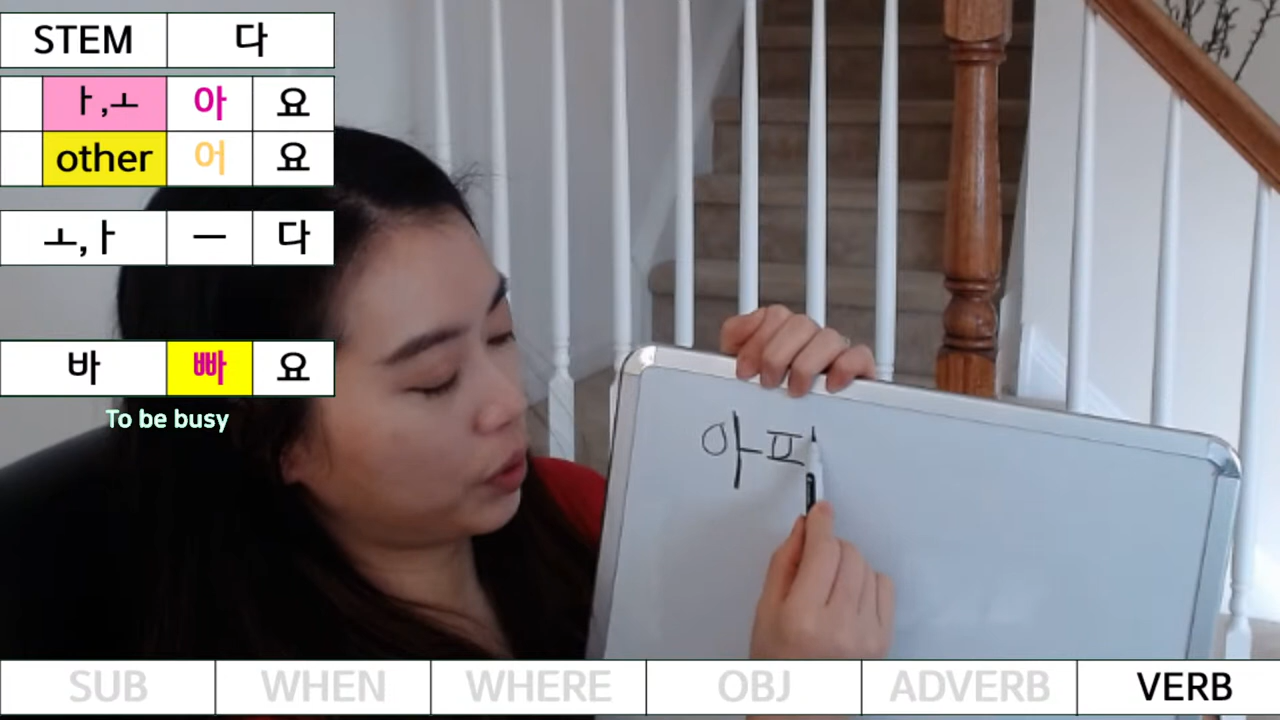 STEM 다
ㅏ,ㅗ 아 요
other 어 요
ㅗ,ㅏ ㅡ 다
바 빠 요
To be busy
아ㅍ
SUB WHEN WHERE OBJ ADVERB VERB